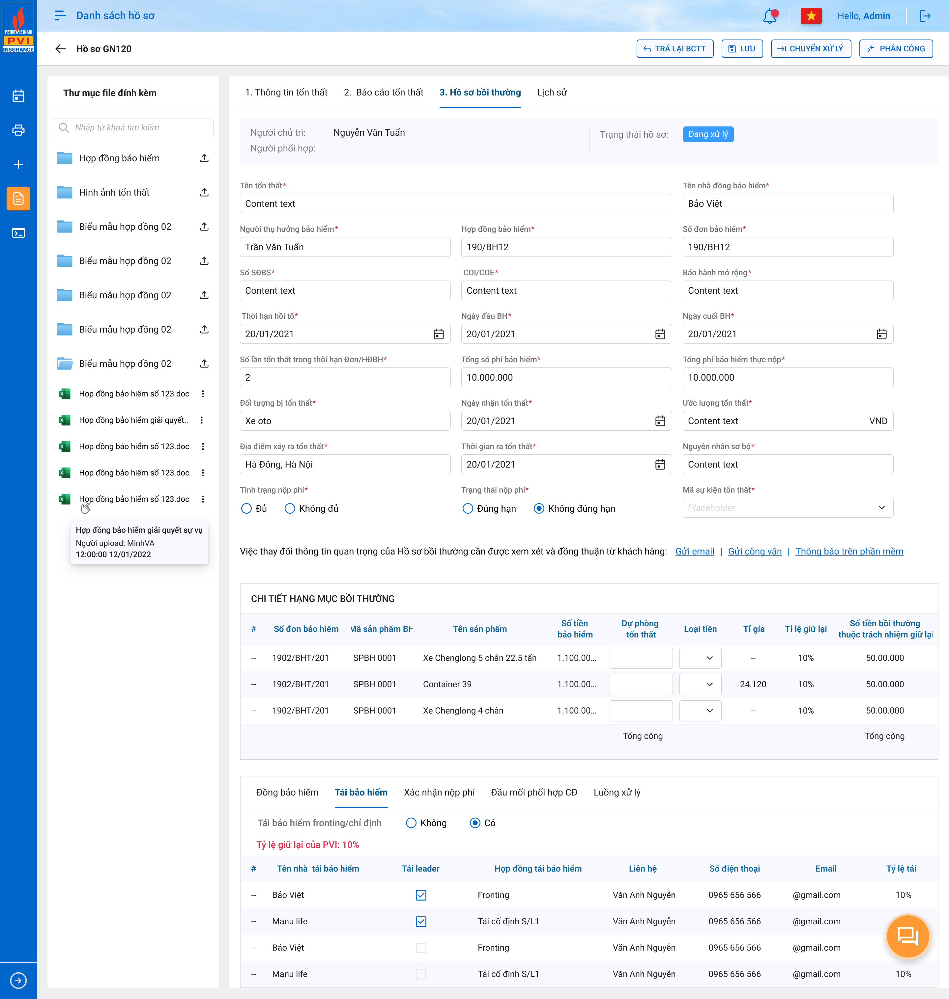 PETROVIETNAM
PVI
INSURANCE
Danh sách hồ sơ
Hello, Admin
Hồ sơ GN120
TRẢ LẠI BCTT
LƯU
CHUYỂN XỬ LÝ
PHÂN CÔNG
Thư mục file đính kèm
Nhập từ khoá tìm kiếm
Hợp đồng bảo hiểm
Hình ảnh tổn thất
Biểu mẫu hợp đồng 02
Biểu mẫu hợp đồng 02
Biểu mẫu hợp đồng 02
Biểu mẫu hợp đồng 02
Biểu mẫu hợp đồng 02
Hợp đồng bảo hiểm số 123.doc
Hợp đồng bảo hiểm giải quyết..
Hợp đồng bảo hiểm số 123.doc
Hợp đồng bảo hiểm số 123.doc
Hợp đồng bảo hiểm số 123.doc
Hợp đồng bảo hiểm giải quyết sự vụ
Người upload: MinhVA
12:00:00 12/01/2022
1. Thông tin tổn thất 2. Báo cáo tổn thất 3. Hồ sơ bồi thường Lịch sử
Người chủ trì: Nguyễn Văn Tuấn
Người phối hợp:
Trạng thái hồ sơ: Đang xử lý
Tên tổn thất* Tên nhà đồng bảo hiểm*
Content text Bảo Việt
Người thụ hưởng bảo hiểm* Hợp đồng bảo hiểm* Số đơn bảo hiểm*
Trần Văn Tuấn 190/BH12 190/BH12
Số SĐBS* COI/COE* Bảo hành mở rộng*
Content text Content text Content text
Thời hạn hồi tố* Ngày đầu BH* Ngày cuối BH*
20/01/2021 20/01/2021 20/01/2021
Số lần tổn thất trong thời hạn Đơn/HĐBH* Tổng số phí bảo hiểm* Tổng phí bảo hiểm thực nộp*
2 10.000.000 10.000.000
Đối tượng bị tổn thất* Ngày nhận tổn thất* Ước lượng tổn thất*
Xe oto 20/01/2021 Content text VND
Địa điểm xảy ra tổn thất* Thời gian ra tổn thất* Nguyên nhân sơ bộ*
Hà Đông, Hà Nội 20/01/2021 Content text
Tình trạng nộp phí* Trạng thái nộp phí* Mã sự kiện tổn thất*
Đủ Không đủ Đúng hạn Không đúng hạn Placeholder
Việc thay đổi thông tin quan trọng của Hồ sơ bồi thường cần được xem xét và đồng thuận từ khách hàng: Gửi email | Gửi công văn | Thông báo trên phần mềm
CHI TIẾT HẠNG MỤC BỒI THƯỜNG
# Số đơn bảo hiểm Mã sản phẩm BH Tên sản phẩm Số tiền bảo hiểm Dự phòng tổn thất Loại tiền Tỉ gía Tỉ lệ giữ lại Số tiền bồi thường thuộc trách nhiệm giữ lại
-- 1902/BHT/201 SPBH 0001 Xe Chenglong 5 chân 22.5 tấn 1.100.00... -- 10% 50.00.000
-- 1902/BHT/201 SPBH 0001 Container 39 1.100.00... 24.120 10% 50.00.000
-- 1902/BHT/201 SPBH 0001 Xe Chenglong 4 chân 1.100.00... -- 10% 50.00.000
Tổng cộng Tổng cộng
Đồng bảo hiểm Tái bảo hiểm Xác nhận nộp phí Đầu mối phối hợp CĐ Luồng xử lý
Tái bảo hiểm fronting/chỉ định Không Có
Tỷ lệ giữ lại của PVI: 10%
# Tên nhà tái bảo hiểm Tái leader Hợp đồng tái bảo hiểm Liên hệ Số điện thoại Email Tỷ lệ tái
-- Bảo Việt Fronting Văn Anh Nguyễn 0965 656 566 @gmail.com 10%
-- Manu life Tái cố định S/L1 Văn Anh Nguyễn 0965 656 566 @gmail.com
-- Bảo Việt Fronting Văn Anh Nguyễn 0965 656 566 @gmail.com
-- Manu life Tái cố định S/L1 Văn Anh Nguyễn 0965 656 566 @gmail.com 10%